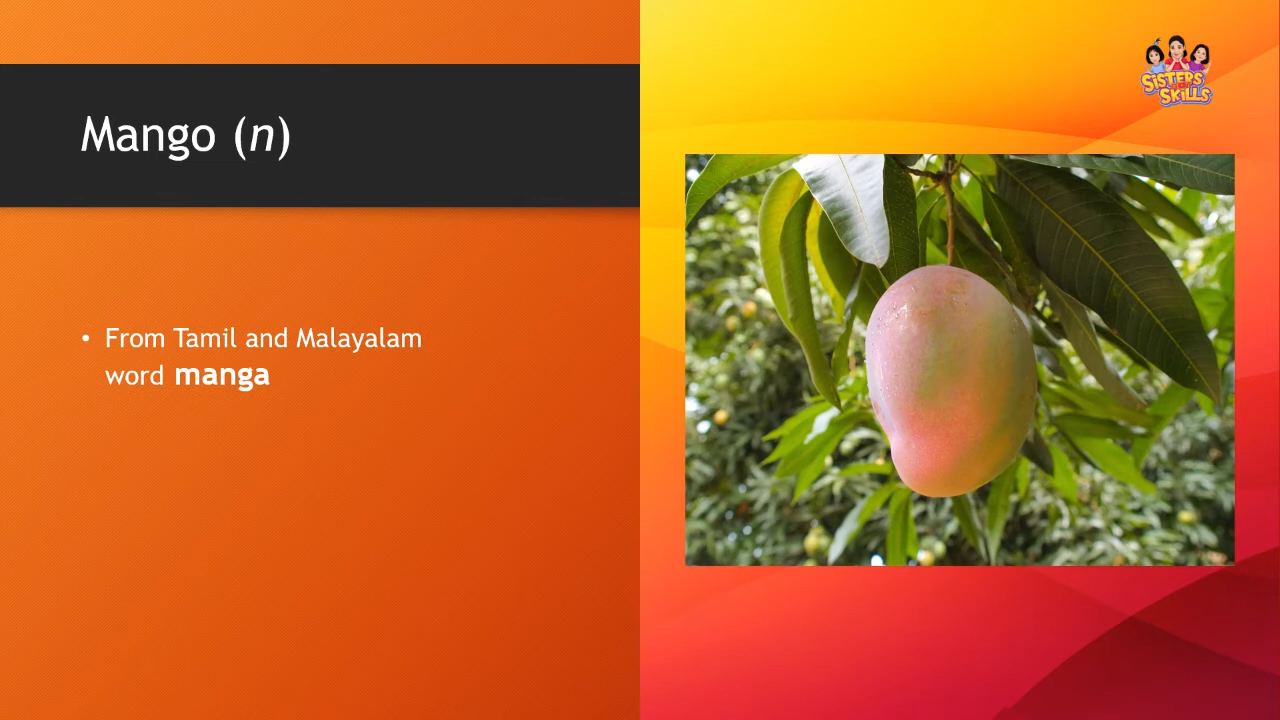 Mango (n)
• From Tamil and Malayalam
word manga
SISTERS
SKILLS